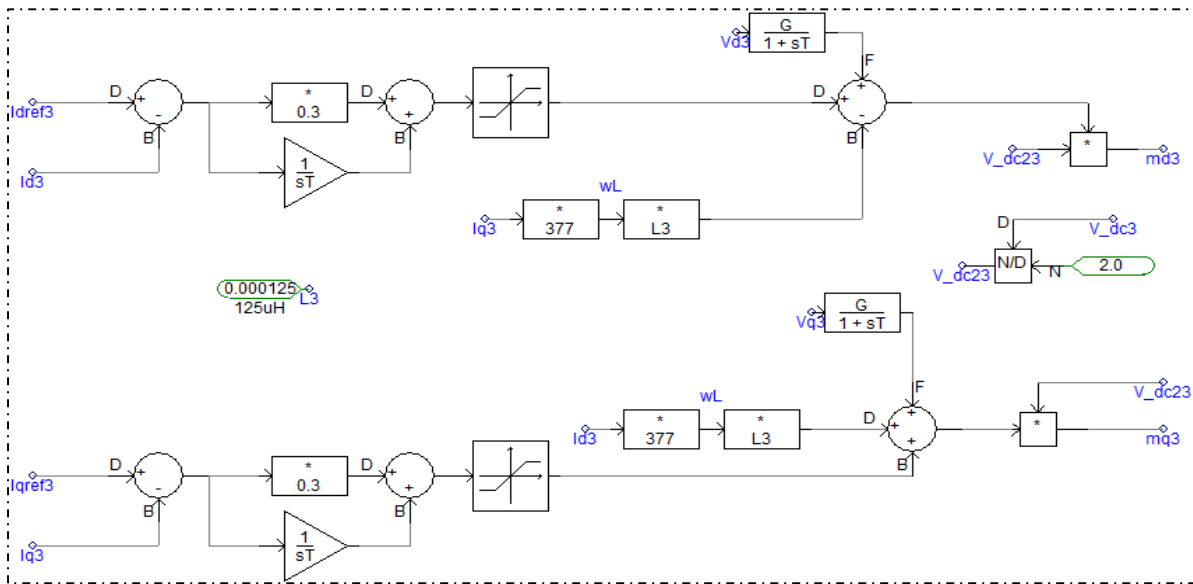 Vd3
G
1 + sT
F
Idref3
D
+
-
B
*
0.3
D
+
+
B
D
+
+
-
B
V_dc23
*
md3
Id3
1
sT
wL
Iq3
*
377
*
L3
D
V_dc3
V_dc23
N/D
N
2.0
0.000125
125uH
L3
Vq3
G
1 + sT
F
V_dc23
wL
Id3
*
377
*
L3
D
+
+
+
B
*
mq3
Iqref3
D
+
-
B
*
0.3
D
+
+
B
Iq3
1
sT